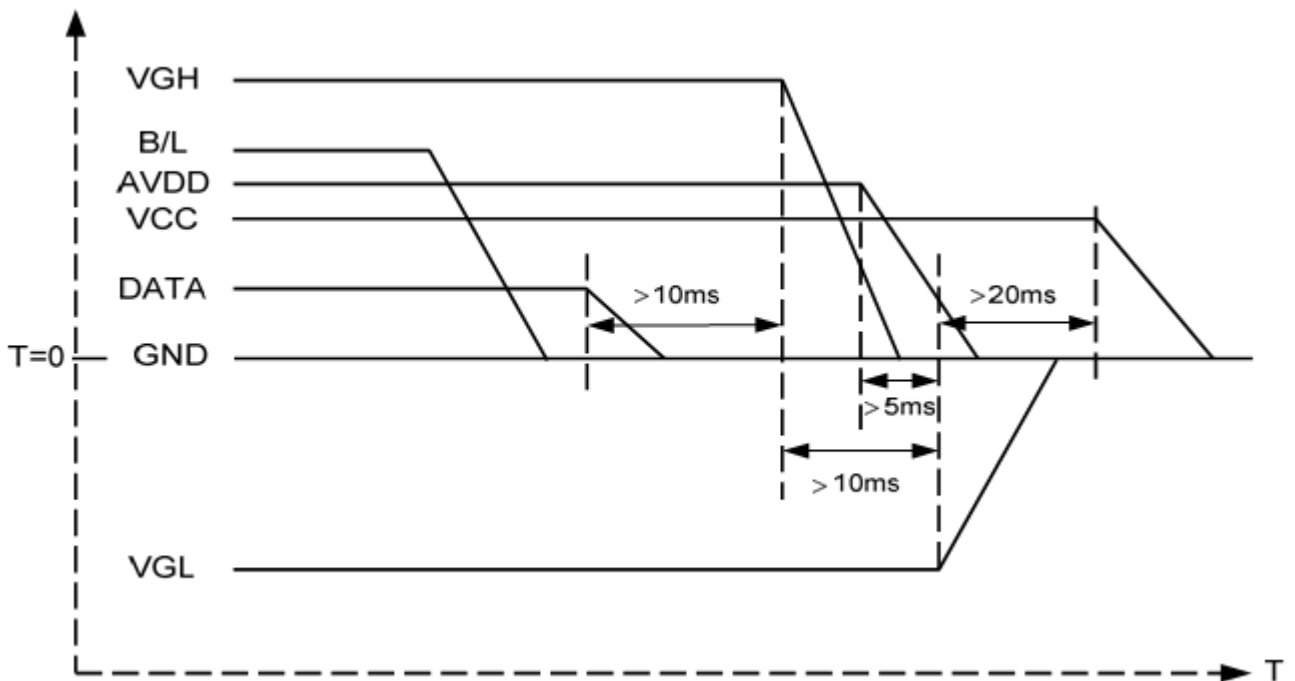 VGH
B/L
AVDD
VCC
DATA
>10ms
>20ms
T=0
GND
>5ms
>10ms
VGL
T